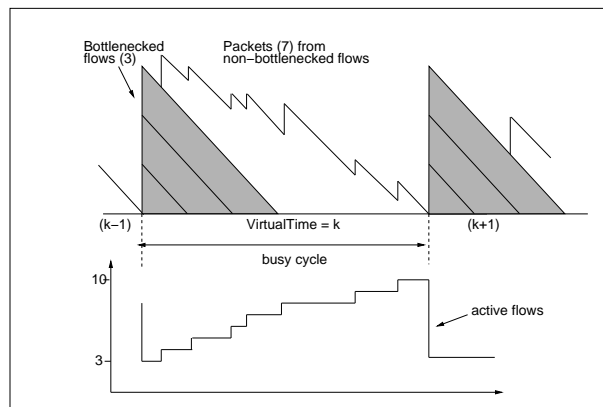 Bottlenecked
flows (3)
Packets (7) from
non−bottlenecked flows
(k−1)
VirtualTime = k
(k+1)
busy cycle
10
active flows
3